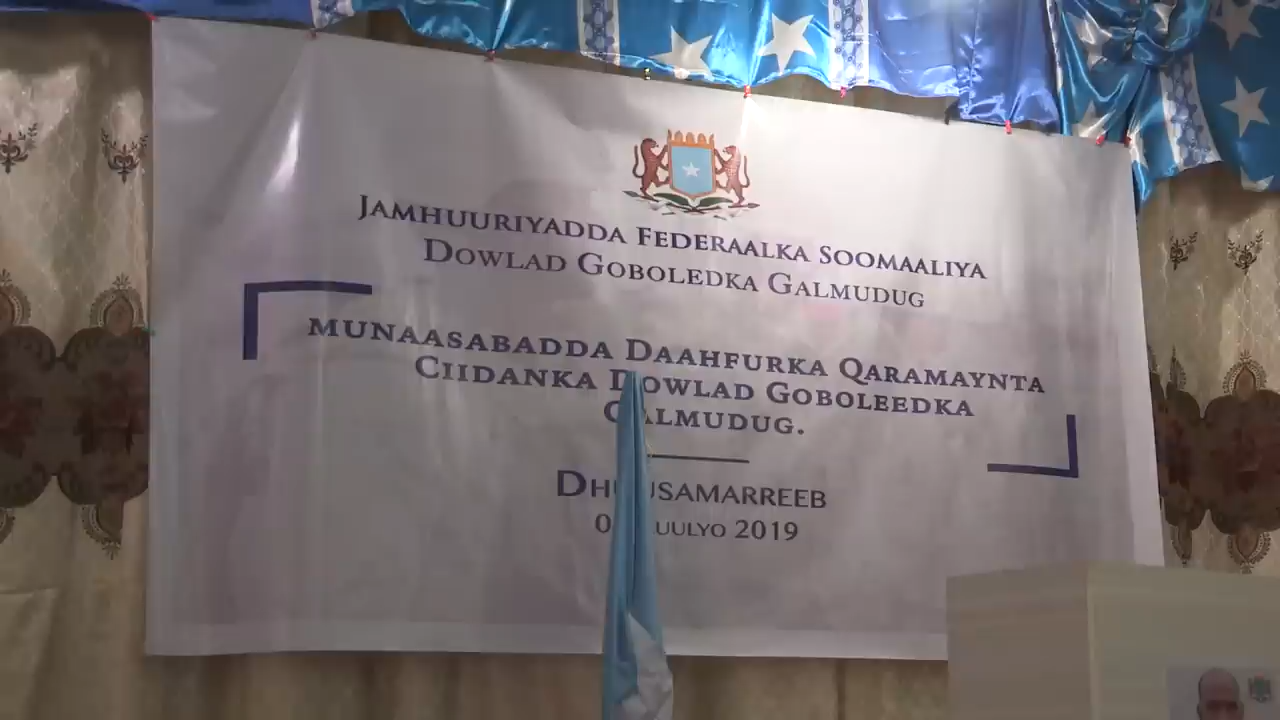 JAMHUURIYADDA FEDERAALKA SOOMAALIYA
DOWLAD GOBOLEDKA GALMUDUG
MUNAASABADDA DAAHFURKA QARAMAYNTA
CIIDANKA DOWLAD GOBOLEEDKA
GALMUDUG.
2019